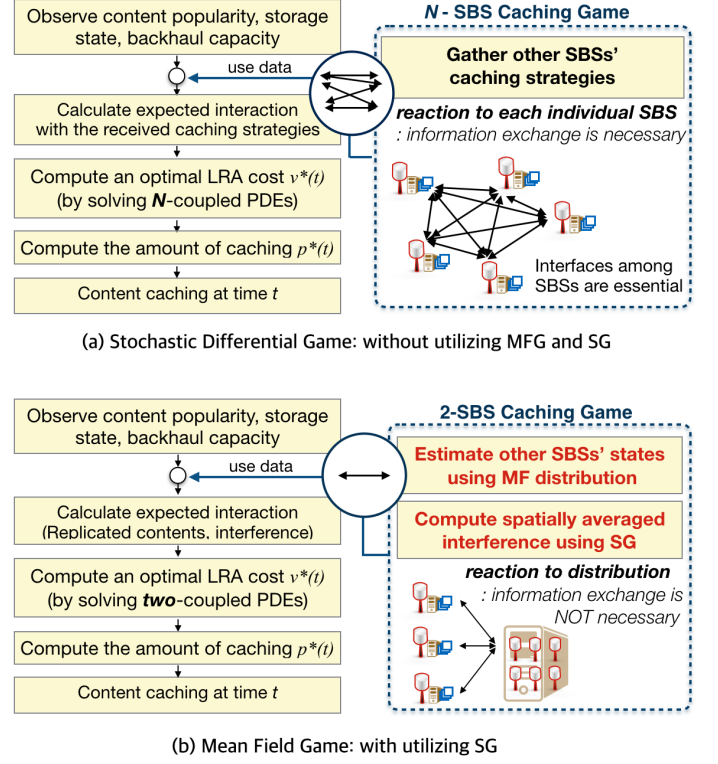 Observe content popularity, storage
state, backhaul capacity
use data
Calculate expected interaction
with the received caching strategies
Compute an optimal LRA cost v*(t)
(by solving N-coupled PDEs)
Compute the amount of caching p*(t)
Content caching at time t
N - SBS Caching Game
Gather other SBSs'
caching strategies
reaction to each individual SBS
: information exchange is necessary
Interfaces among
SBSs are essential
(a) Stochastic Differential Game: without utilizing MFG and SG
Observe content popularity, storage
state, backhaul capacity
use data
Calculate expected interaction
(Replicated contents, interference)
Compute an optimal LRA cost v*(t)
(by solving two-coupled PDEs)
Compute the amount of caching p*(t)
Content caching at time t
2-SBS Caching Game
Estimate other SBSs' states
using MF distribution
Compute spatially averaged
interference using SG
reaction to distribution
: information exchange is
NOT necessary
(b) Mean Field Game: with utilizing SG